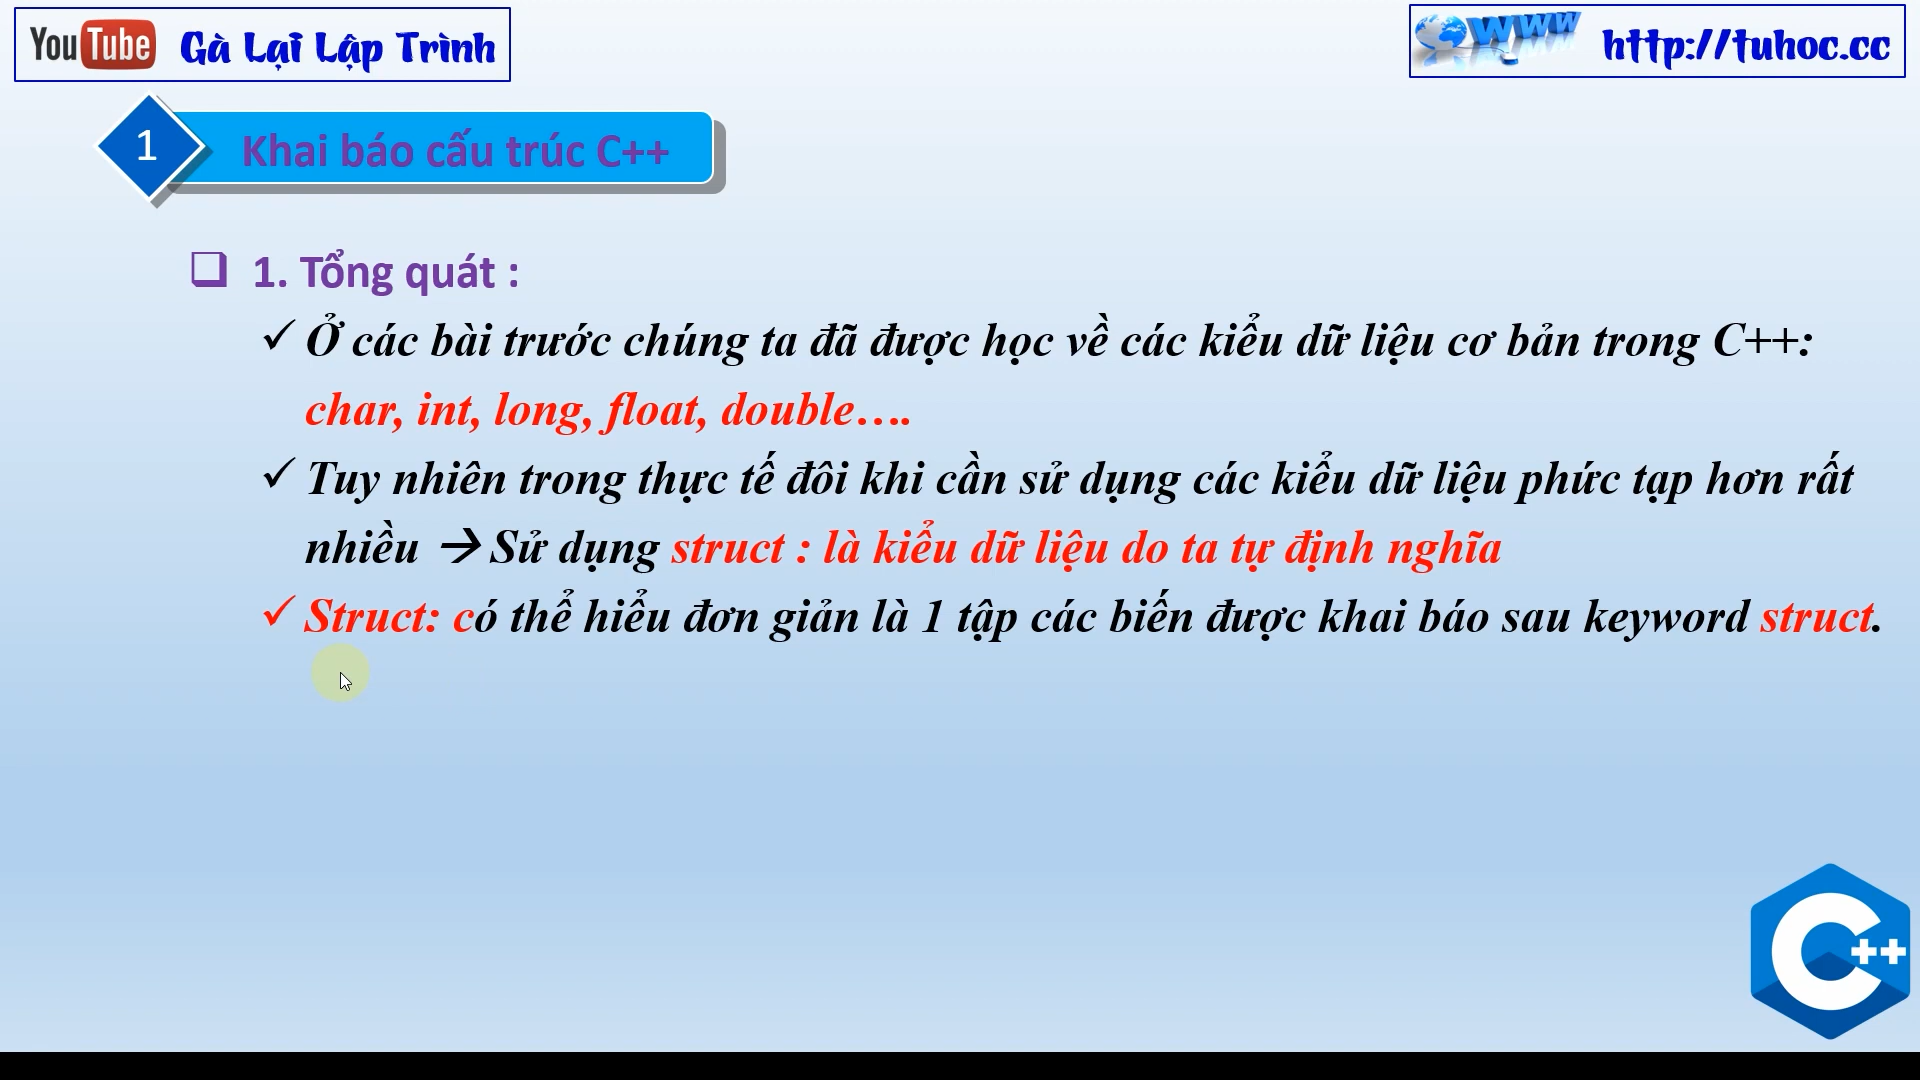 YouTube Gà Lại Lập Trình
WWW http://tuhoc.cc
1 Khai báo cấu trúc C++
1. Tổng quát :
Ở các bài trước chúng ta đã được học về các kiểu dữ liệu cơ bản trong C++:
char, int, long, float, double….
Tuy nhiên trong thực tế đôi khi cần sử dụng các kiểu dữ liệu phức tạp hơn rất
nhiều → Sử dụng struct : là kiểu dữ liệu do ta tự định nghĩa
Struct: có thể hiểu đơn giản là 1 tập các biến được khai báo sau keyword struct.
C++